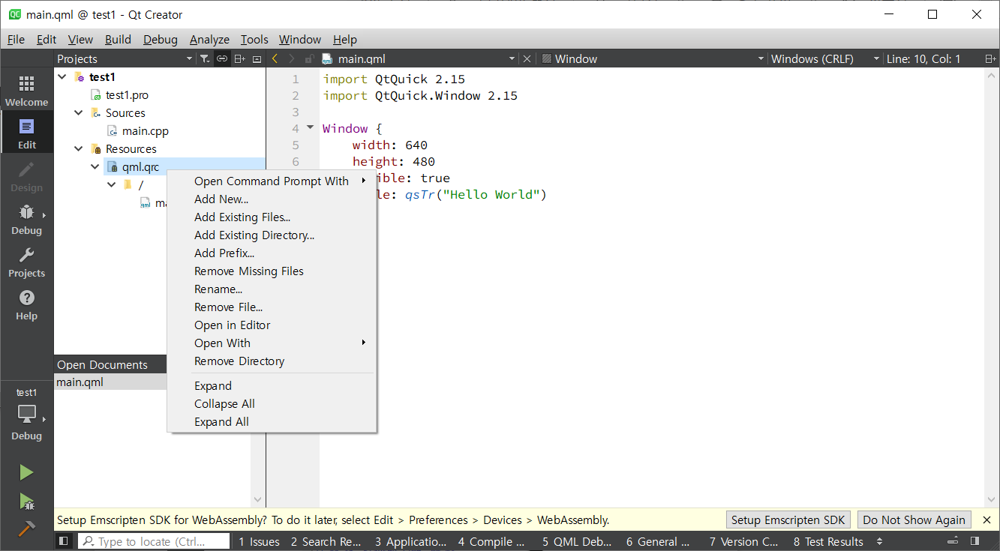 QC main.qml @ test1 - Qt Creator
File Edit View Build Debug Analyze Tools Window Help
Projects main.qml Window Windows (CRLF) Line: 10, Col: 1
Welcome
Edit
Design
Debug
Projects
Help
test1
Debug
test1
test1.pro
Sources
main.cpp
Resources
qml.qrc
/
Open Documents
main.qml
Open Command Prompt With
Add New...
Add Existing Files...
Add Existing Directory...
Add Prefix...
Remove Missing Files
Rename...
Remove File...
Open in Editor
Open With
Remove Directory
Expand
Collapse All
Expand All
1 import QtQuick 2.15
2 import QtQuick.Window 2.15
3
4 Window {
5 width: 640
6 height: 480
ible: true
le: qsTr("Hello World")
Setup Emscripten SDK for WebAssembly? To do it later, select Edit > Preferences > Devices > WebAssembly. Setup Emscripten SDK Do Not Show Again
Type to locate (Ctrl... 1 Issues 2 Search Re... 3 Applicatio... 4 Compile ... 5 QML Deb... 6 General ... 7 Version C... 8 Test Results